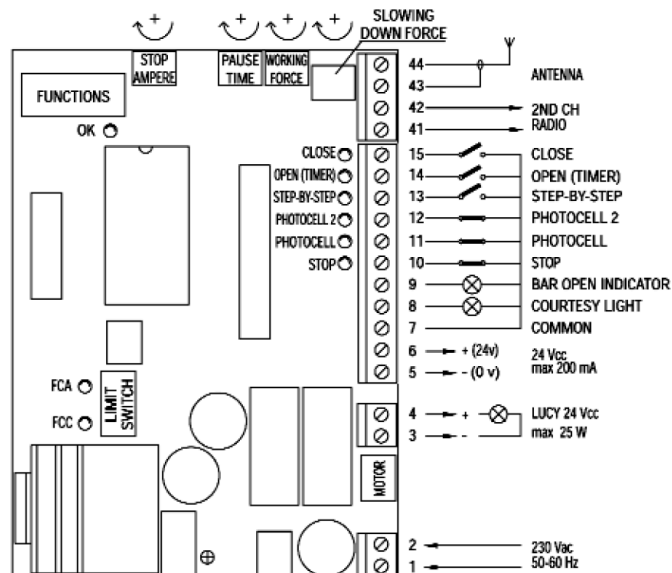 SLOWING
DOWN FORCE
STOP
AMPERE
PAUSE
TIME
WORKING
FORCE
FUNCTIONS
OK
44
43
ANTENNA
42
41
2ND CH
RADIO
CLOSE
15
CLOSE
OPEN (TIMER)
14
OPEN (TIMER)
STEP-BY-STEP
13
STEP-BY-STEP
PHOTOCELL 2
12
PHOTOCELL 2
PHOTOCELL
11
PHOTOCELL
STOP
10
STOP
9
BAR OPEN INDICATOR
8
COURTESY LIGHT
7
COMMON
6
+ (24v)
5
- (0 v)
24 Vcc
max 200 mA
FCA
FCC
LIMIT
SWITCH
4
+
3
-
LUCY 24 Vcc
max 25 W
MOTOR
2
1
230 Vac
50-60 Hz